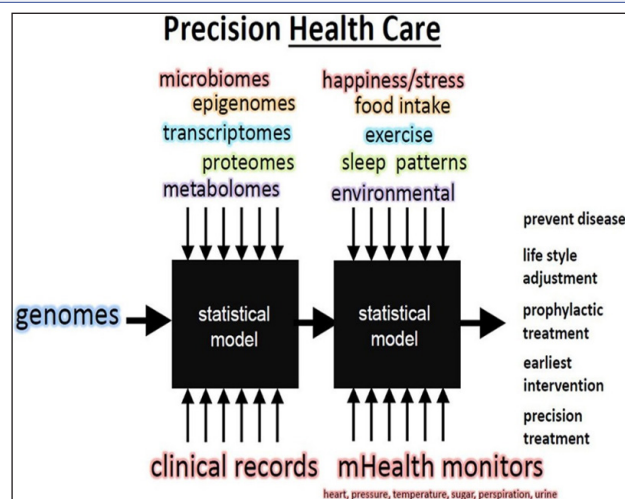 Precision Health Care
microbiomes
epigenomes
transcriptomes
proteomes
metabolomes
happiness/stress
food intake
exercise
sleep patterns
environmental
genomes
statistical
model
statistical
model
prevent disease
life style
adjustment
prophylactic
treatment
earliest
intervention
precision
treatment
clinical records
mHealth monitors
heart, pressure, temperature, sugar, perspiration, urine